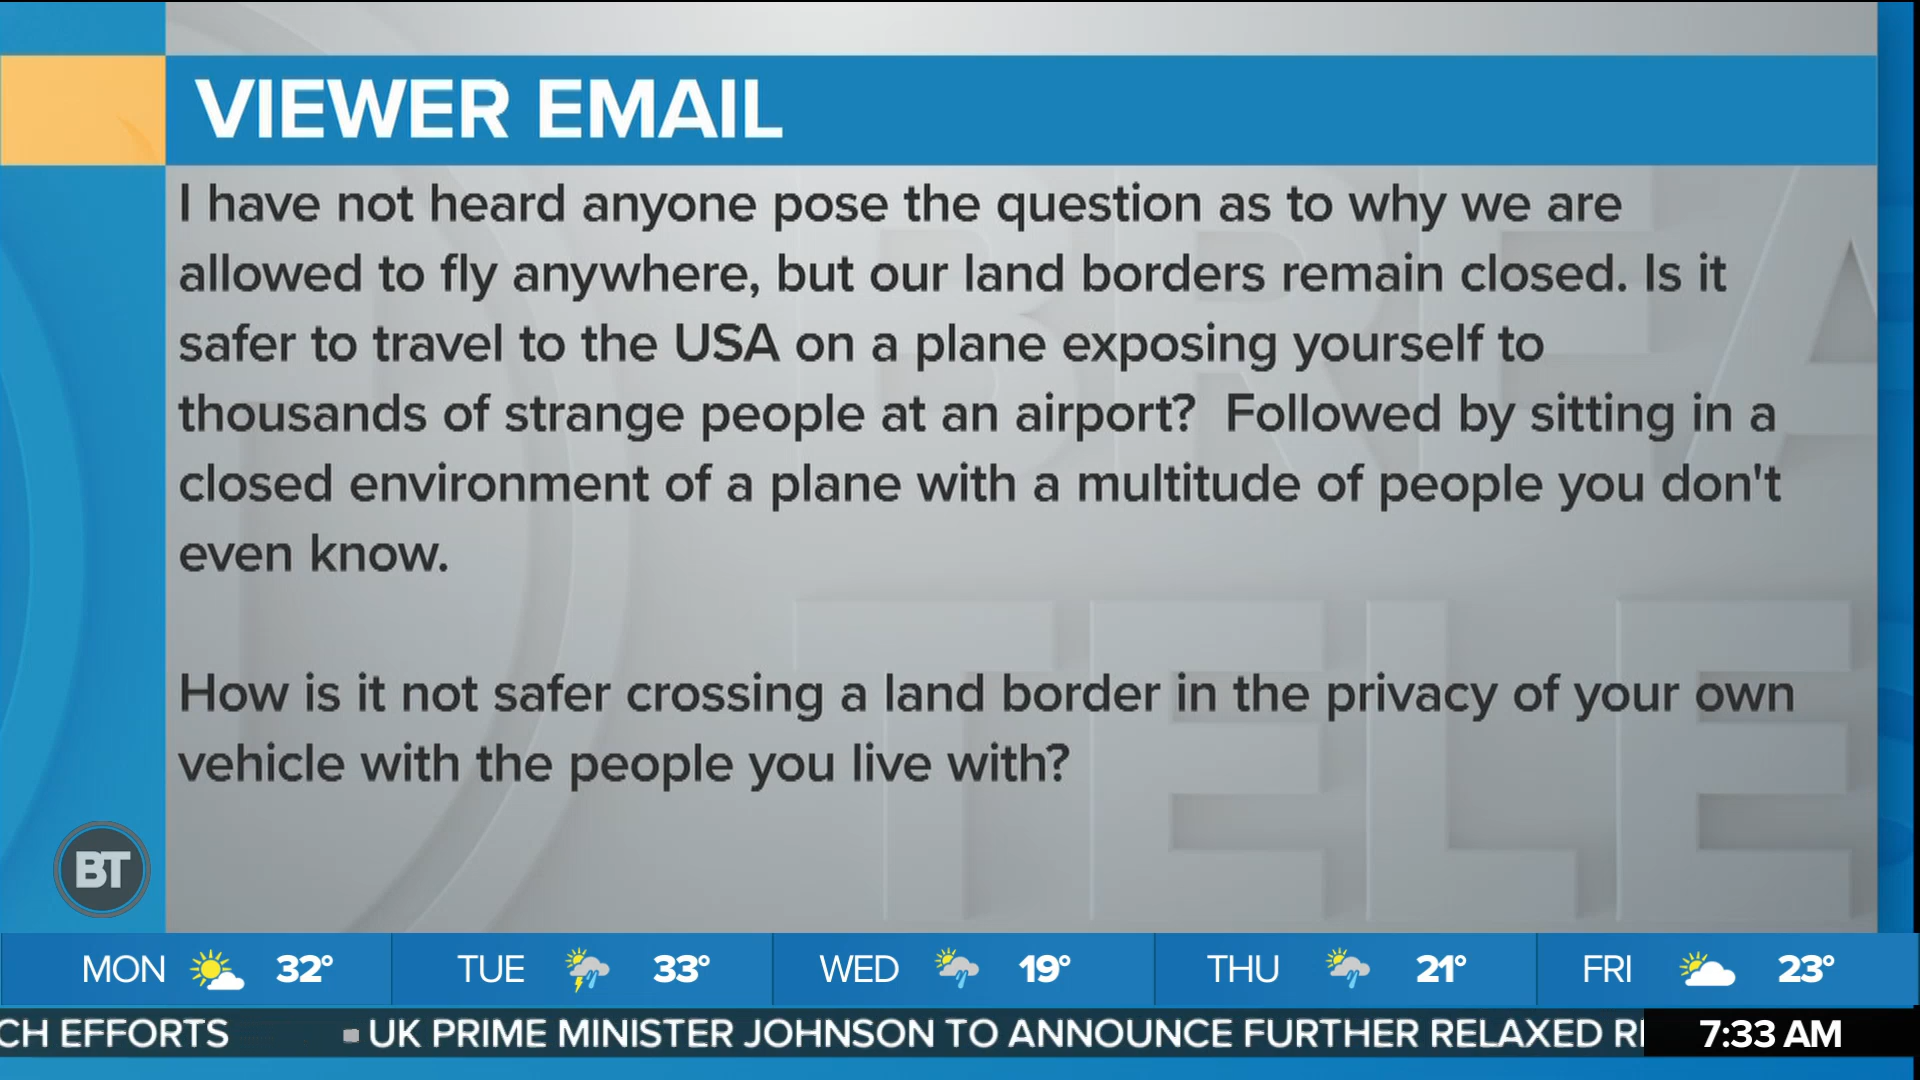 VIEWER EMAIL
I have not heard anyone pose the question as to why we are
allowed to fly anywhere, but our land borders remain closed. Is it
safer to travel to the USA on a plane exposing yourself to
thousands of strange people at an airport?  Followed by sitting in a
closed environment of a plane with a multitude of people you don't
even know.
How is it not safer crossing a land border in the privacy of your own
vehicle with the people you live with?
BREA
TELE
BT
MON 32° TUE 33° WED 19° THU 21° FRI 23°
CH EFFORTS ▪ UK PRIME MINISTER JOHNSON TO ANNOUNCE FURTHER RELAXED 7:33 AM